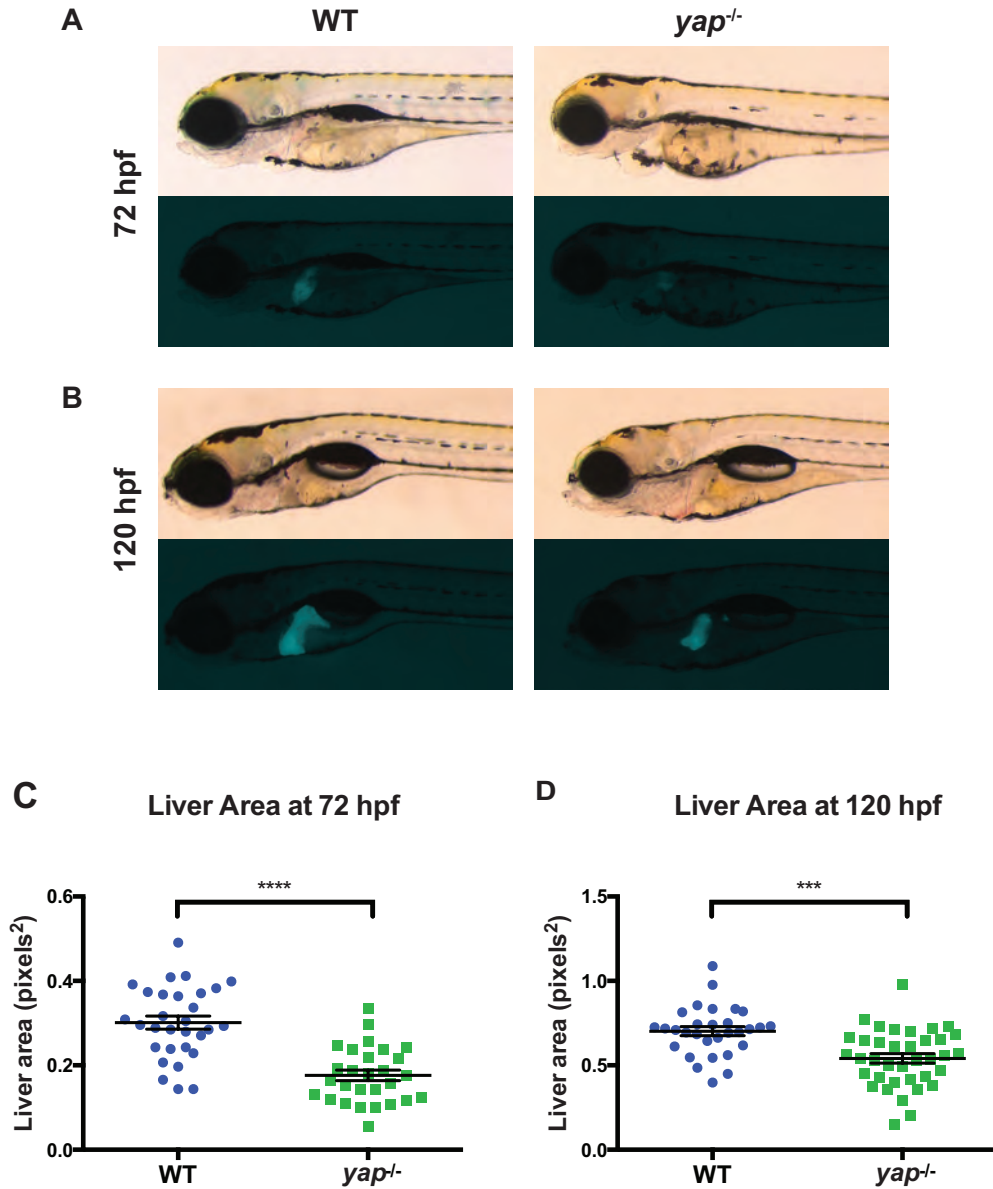 A
WT
yap-/-
72 hpf
B
120 hpf
C
Liver Area at 72 hpf
Liver area (pixels2)
0.6
0.4
0.2
0.0
****
WT
yap-/-
D
Liver Area at 120 hpf
Liver area (pixels2)
1.5
1.0
0.5
0.0
***
WT
yap-/-